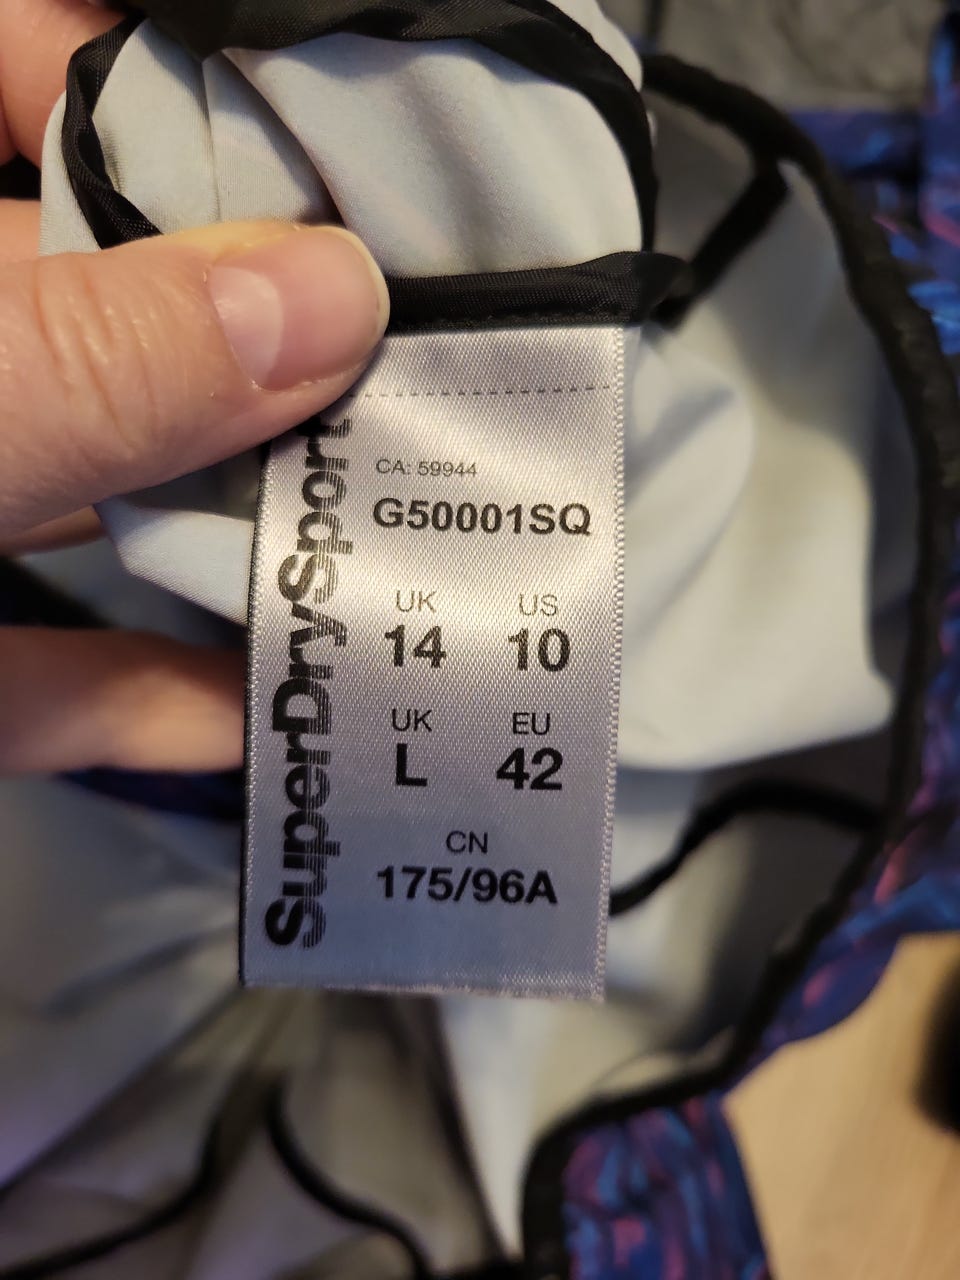 SuperDrySport
CA: 59944
G50001SQ
UK US
14 10
UK EU
L 42
CN
175/96A